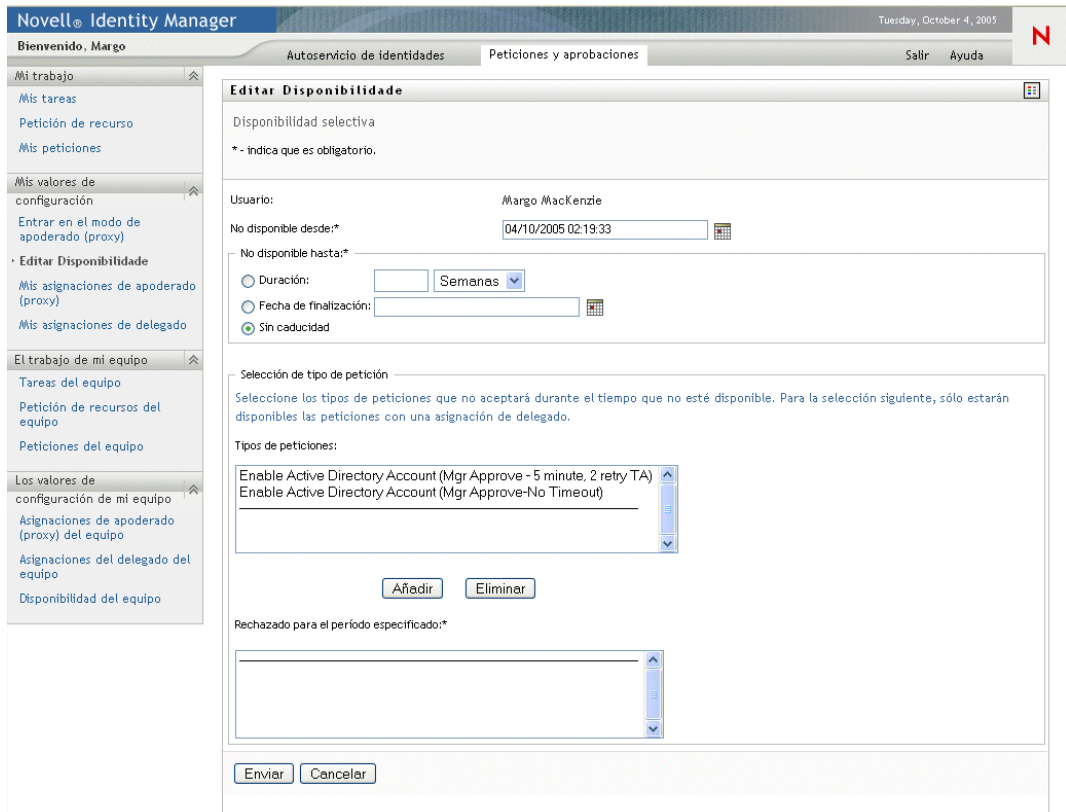 Novell® Identity Manager
Tuesday, October 4, 2005
N
Bienvenido, Margo
Autoservicio de identidades
Peticiones y aprobaciones
Salir
Ayuda
Mi trabajo
Mis tareas
Petición de recurso
Mis peticiones
Mis valores de
configuración
Entrar en el modo de
apoderado (proxy)
Editar Disponibilidade
Mis asignaciones de apoderado
(proxy)
Mis asignaciones de delegado
El trabajo de mi equipo
Tareas del equipo
Petición de recursos del
equipo
Peticiones del equipo
Los valores de
configuración de mi equipo
Asignaciones de apoderado
(proxy) del equipo
Asignaciones del delegado del
equipo
Disponibilidad del equipo
Editar Disponibilidade
Disponibilidad selectiva
* - indica que es obligatorio.
Usuario:
Margo MacKenzie
No disponible desde:*
04/10/2005 02:19:33
No disponible hasta:*
Duración:
Semanas
Fecha de finalización:
Sin caducidad
Selección de tipo de petición
Seleccione los tipos de peticiones que no aceptará durante el tiempo que no esté disponible. Para la selección siguiente, sólo estarán
disponibles las peticiones con una asignación de delegado.
Tipos de peticiones:
Enable Active Directory Account (Mgr Approve - 5 minute, 2 retry TA)
Enable Active Directory Account (Mgr Approve-No Timeout)
Añadir
Eliminar
Rechazado para el período especificado:*
Enviar
Cancelar